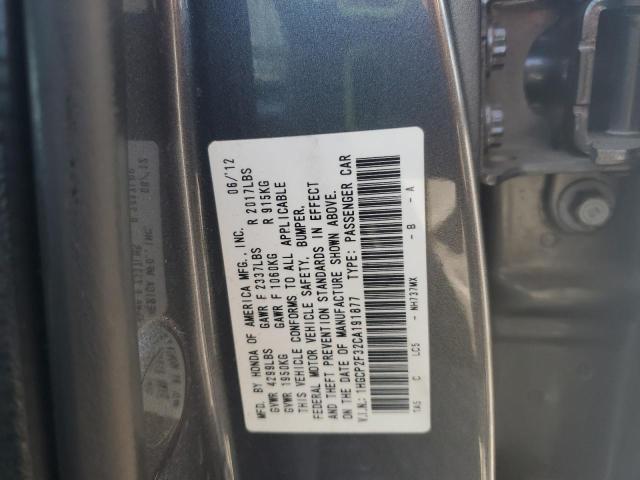 MFD. BY HONDA OF AMERICA MFG., INC. 06/'12
GVWR 4299LBS GAWR F 2337LBS R 2017LBS
GVWR 1950KG GAWR F 1060KG R 915KG
THIS VEHICLE CONFORMS TO ALL APPLICABLE
FEDERAL MOTOR VEHICLE SAFETY, BUMPER,
AND THEFT PREVENTION STANDARDS IN EFFECT
ON THE DATE OF MANUFACTURE SHOWN ABOVE.
V.I.N.: 1HGCP2F32CA191877 TYPE: PASSENGER CAR
TA5 C LC5 - NH737MX - B - A